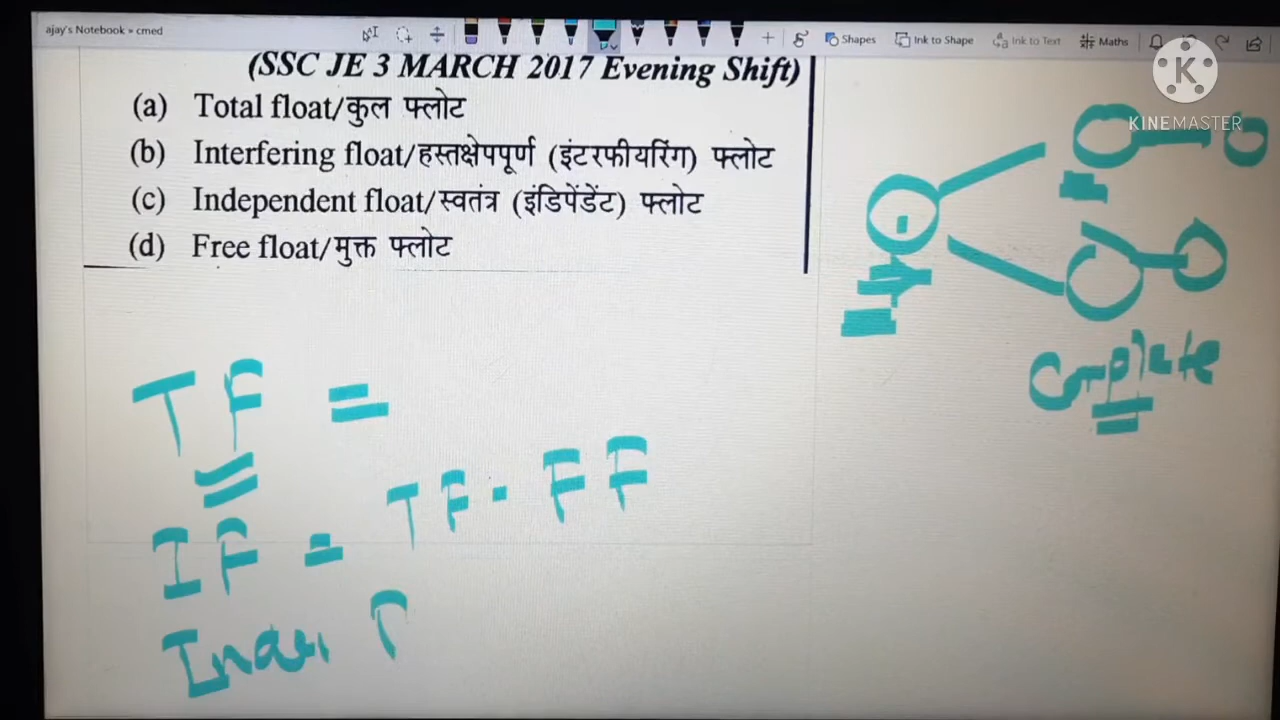 ajay's Notebook » cmed
Shapes
Ink to Shape
Ink to Text
Maths
KINEMASTER
(SSC JE 3 MARCH 2017 Evening Shift)
(a) Total float/कुल फ्लोट
(b) Interfering float/हस्तक्षेपपूर्ण (इंटरफीयरिंग) फ्लोट
(c) Independent float/स्वतंत्र (इंडिपेंडेंट) फ्लोट
(d) Free float/मुक्त फ्लोट
Complete
TF =
IF = TF - FF